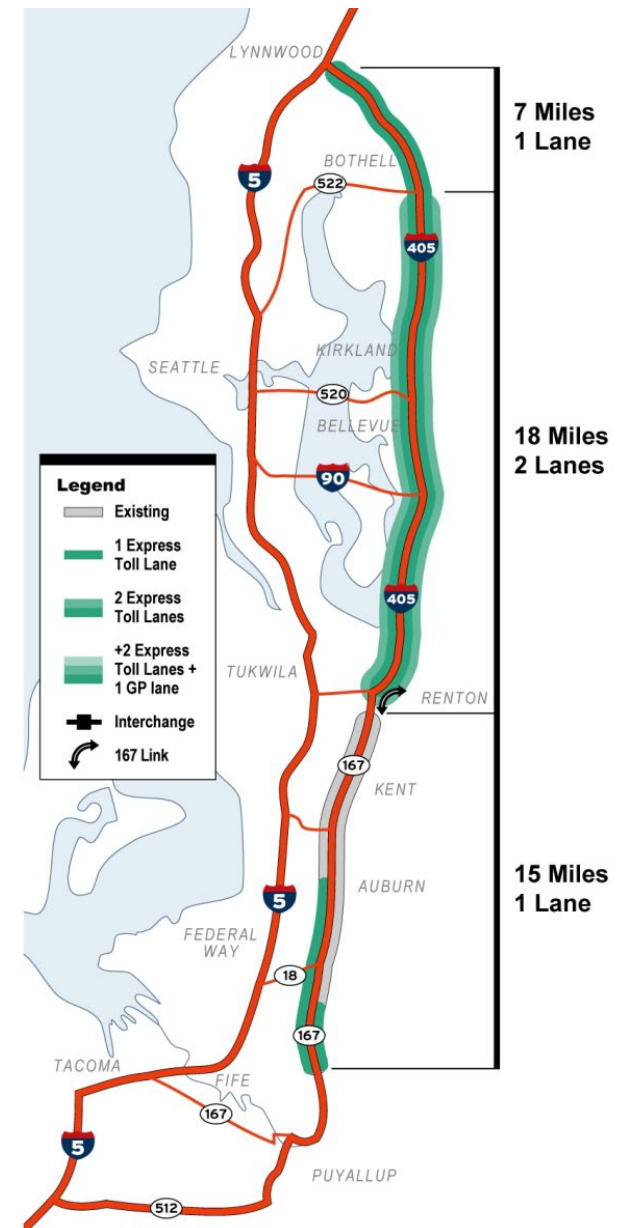 LYNNWOOD
7 Miles
1 Lane
BOTHELL
5
522
405
KIRKLAND
SEATTLE
520
BELLEVUE
18 Miles
2 Lanes
90
Legend
Existing
1 Express
Toll Lane
2 Express
Toll Lanes
+2 Express
Toll Lanes +
1 GP lane
Interchange
167 Link
405
TUKWILA
RENTON
167
KENT
15 Miles
1 Lane
AUBURN
5
FEDERAL
WAY
18
167
TACOMA
FIFE
167
5
PUYALLUP
512